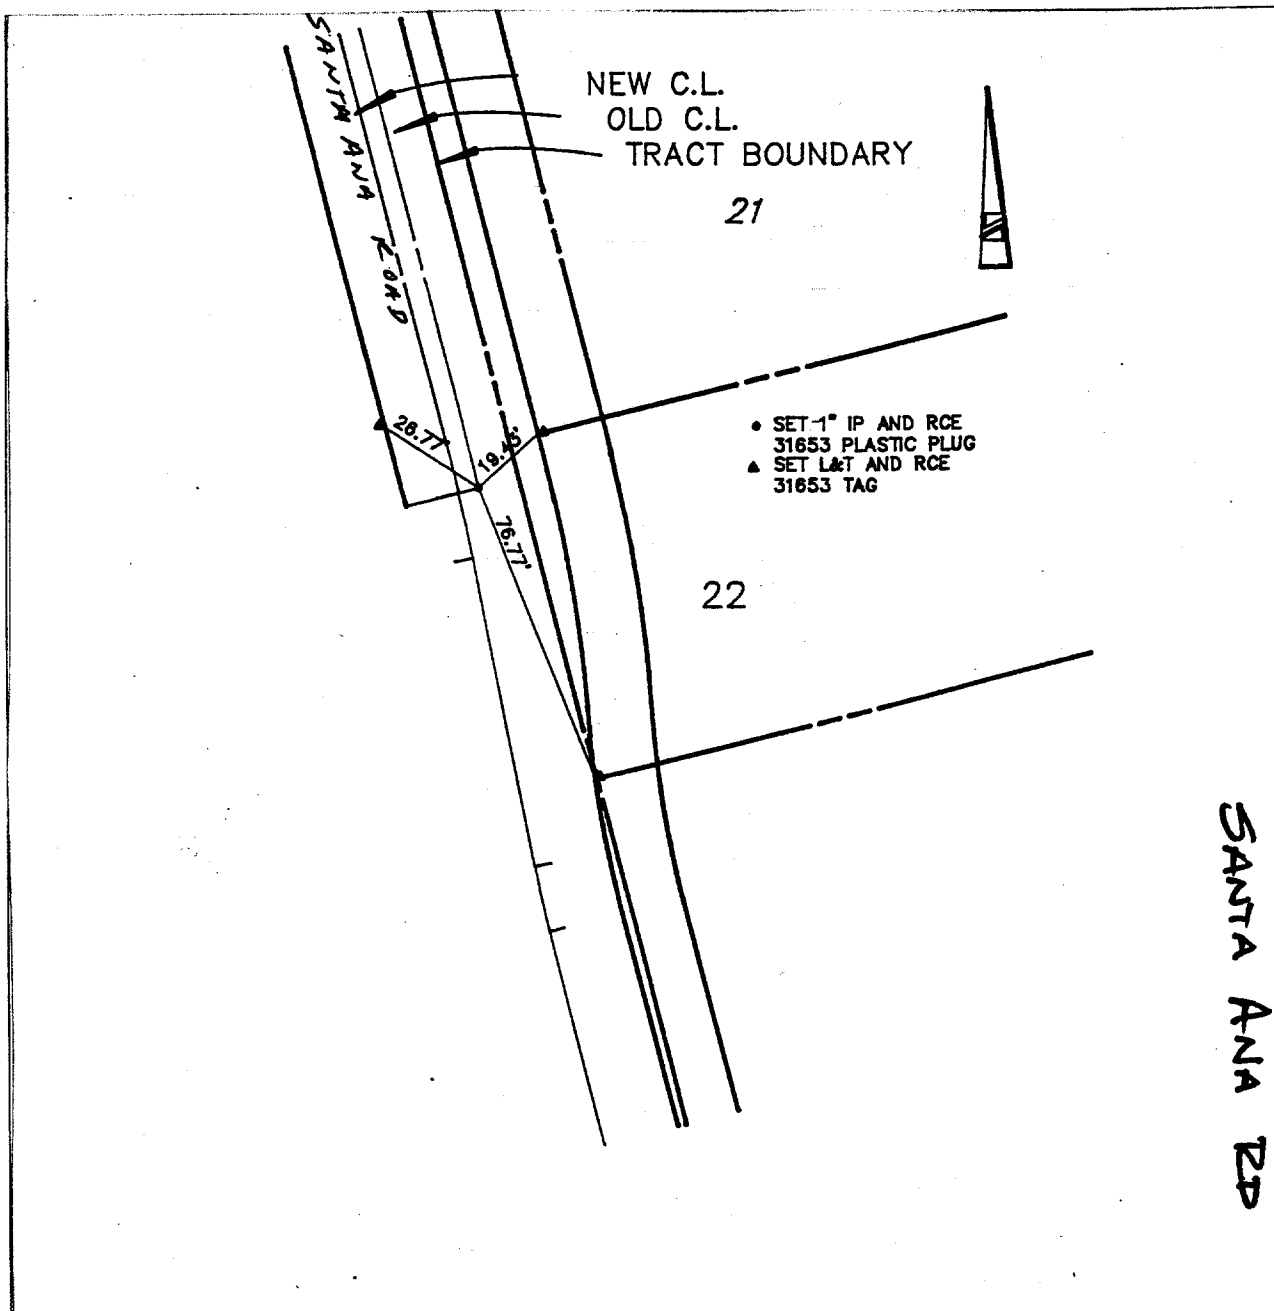 SANTA ANA ROAD
NEW C.L.
OLD C.L.
TRACT BOUNDARY
21
28.77'
19.43'
76.77'
● SET 1" IP AND RCE
31653 PLASTIC PLUG
▲ SET L&T AND RCE
31653 TAG
22
SANTA ANA RD